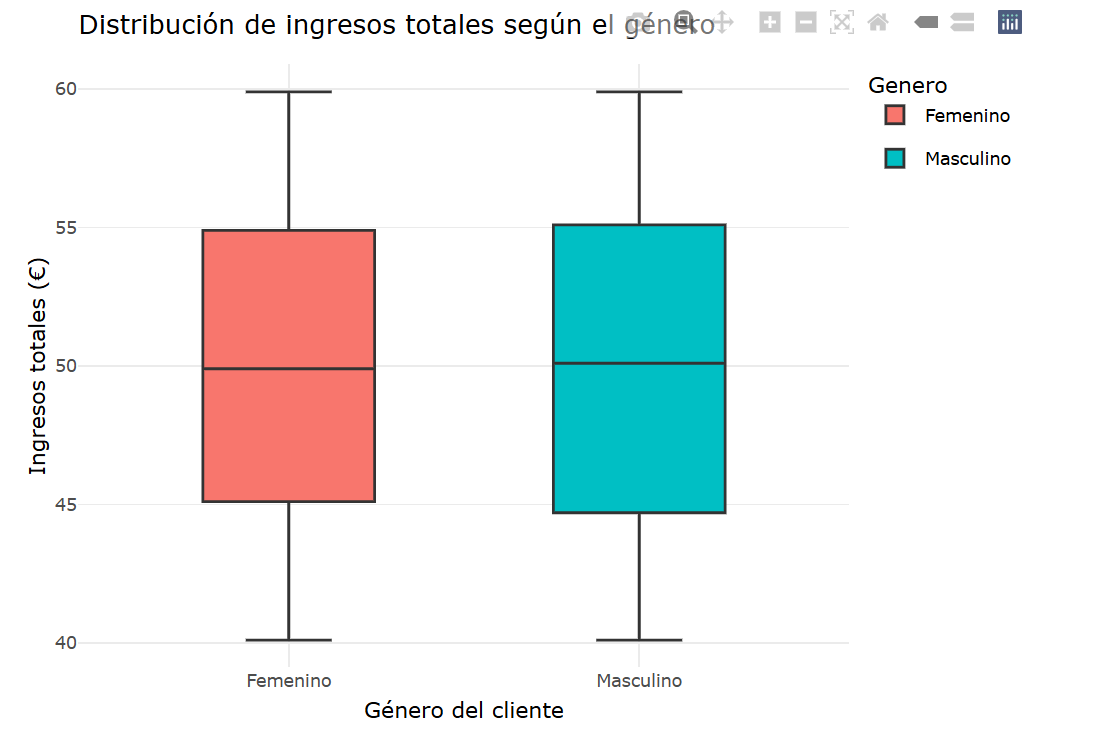 Distribución de ingresos totales según el género
Genero
Femenino
Masculino
Ingresos totales (€)
60
55
50
45
40
Femenino
Masculino
Género del cliente